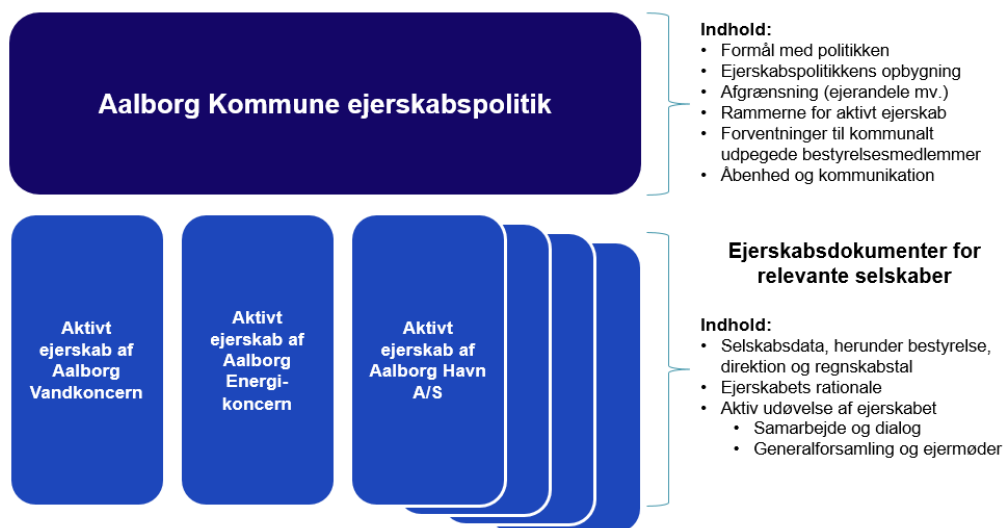 Aalborg Kommune ejerskabspolitik
Indhold:
• Formål med politikken
• Ejerskabspolitikkens opbygning
• Afgrænsning (ejerandele mv.)
• Rammerne for aktivt ejerskab
• Forventninger til kommunalt
udpegede bestyrelsesmedlemmer
• Åbenhed og kommunikation
Aktivt
ejerskab af
Aalborg
Vandkoncern
Aktivt
ejerskab af
Aalborg
Energi-
koncern
Aktivt
ejerskab af
Aalborg Havn
A/S
Ejerskabsdokumenter for
relevante selskaber
Indhold:
• Selskabsdata, herunder bestyrelse,
direktion og regnskabstal
• Ejerskabets rationale
• Aktiv udøvelse af ejerskabet
• Samarbejde og dialog
• Generalforsamling og ejermøder